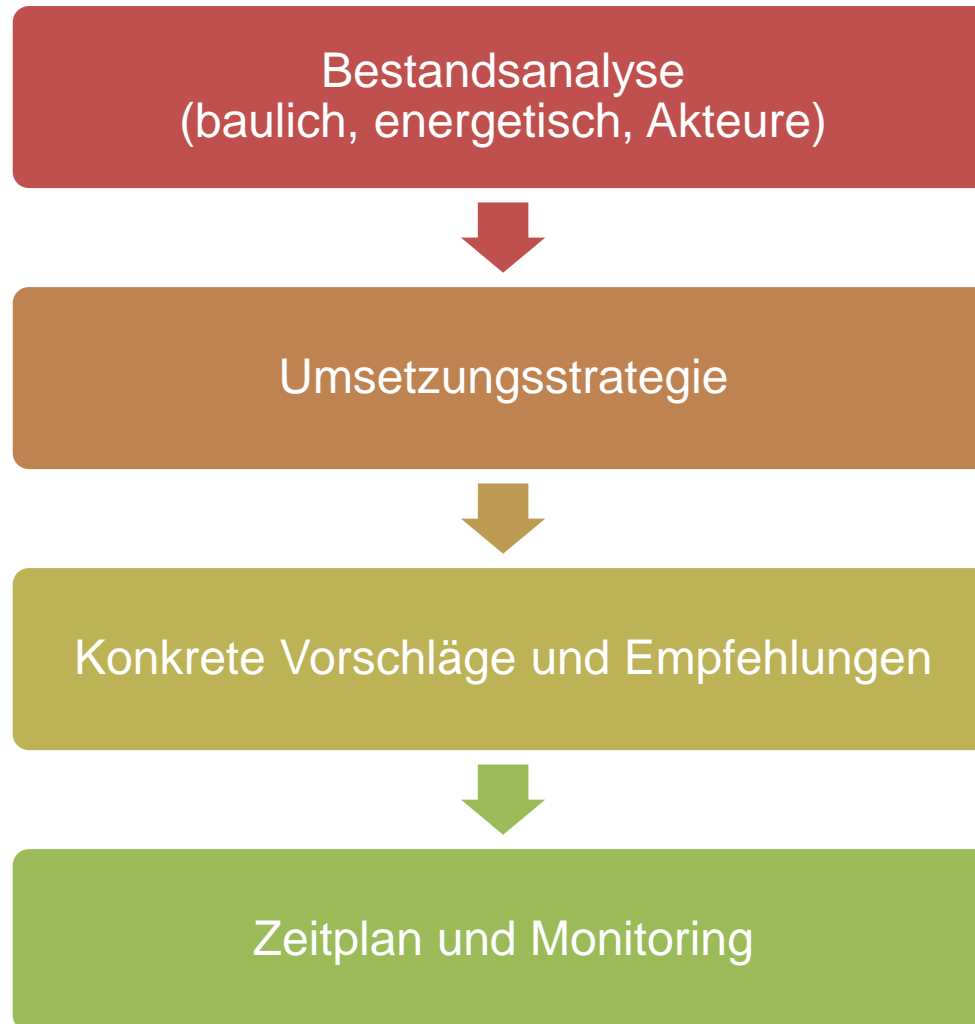 Bestandsanalyse
(baulich, energetisch, Akteure)
Umsetzungsstrategie
Konkrete Vorschläge und Empfehlungen
Zeitplan und Monitoring